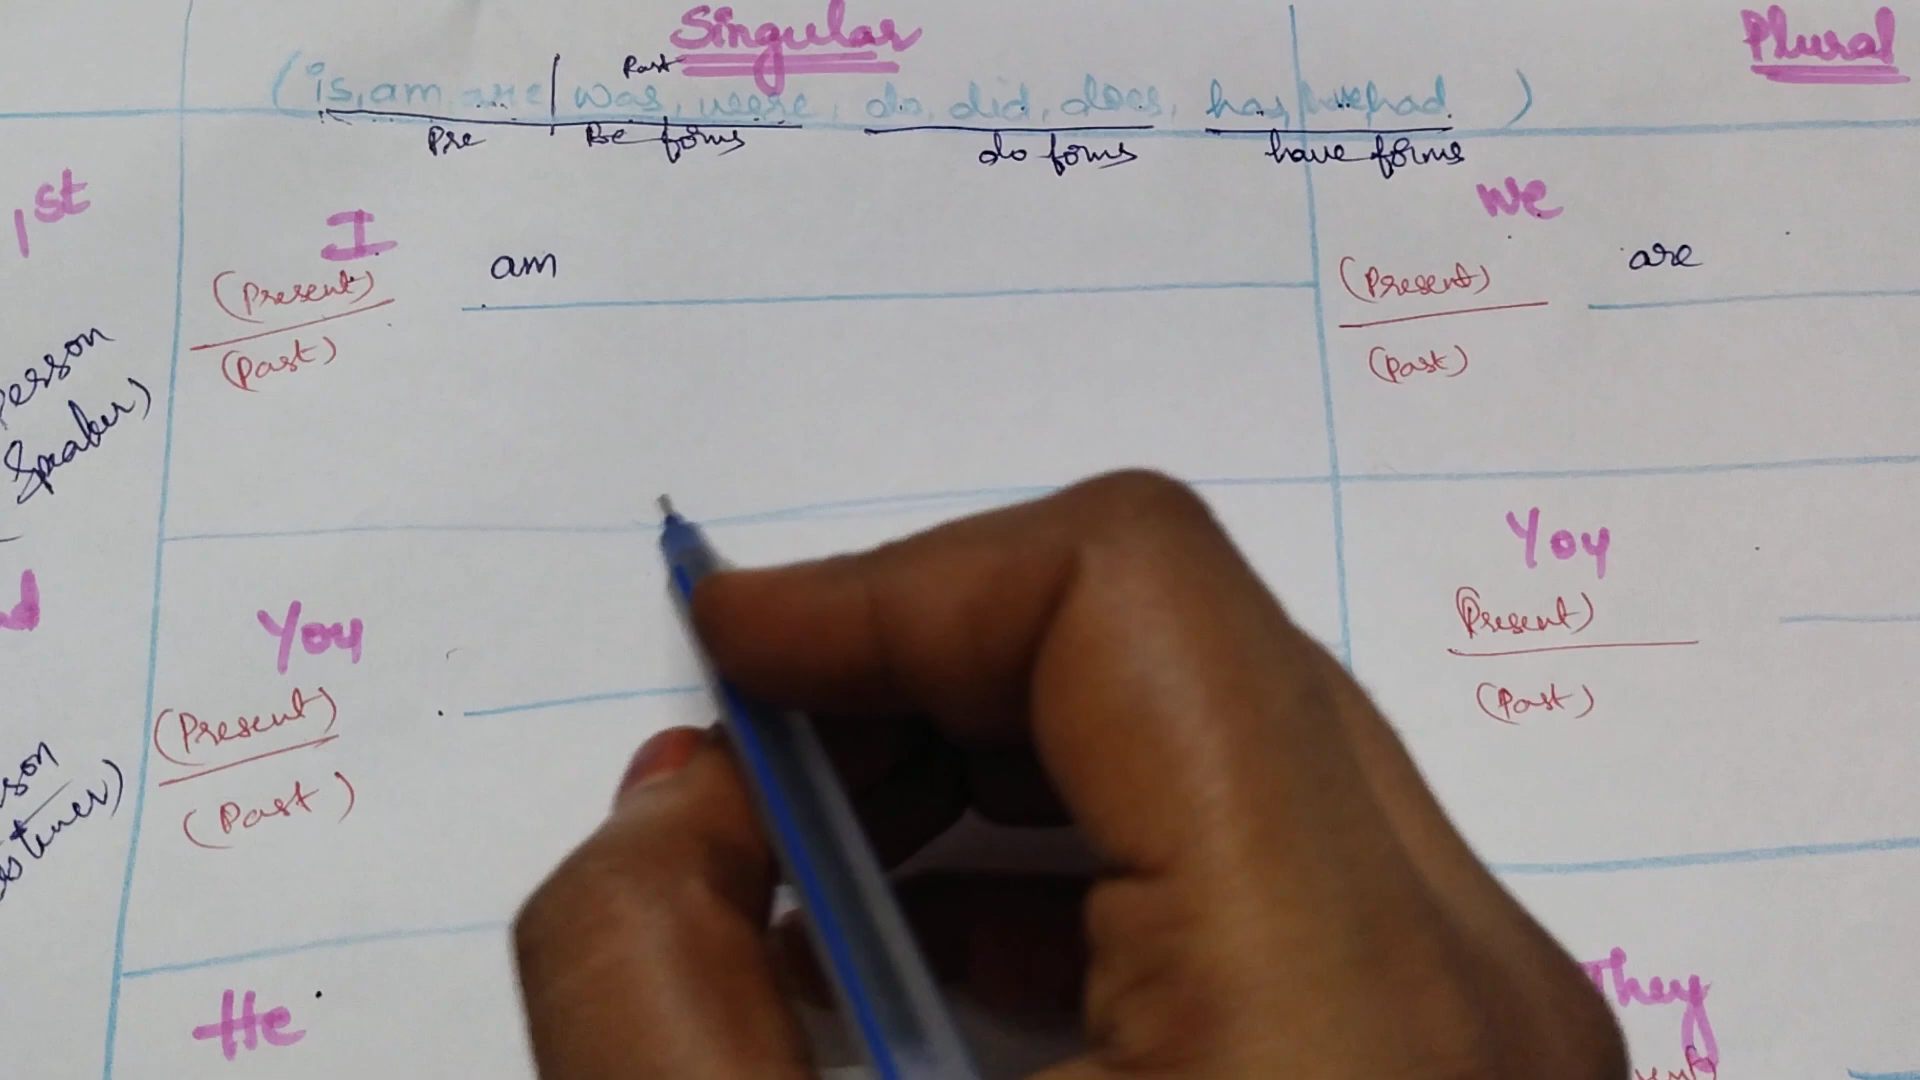 Singular
Plural
Past
(is, am are / was, were, do, did, does, has, have had )
Pre Be forms do forms have forms
1st
I
am
We
are
(Present)
(Past)
(Present)
(Past)
person
Speaker)
You
(Present)
(Past)
You
(Present)
(Past)
He
They